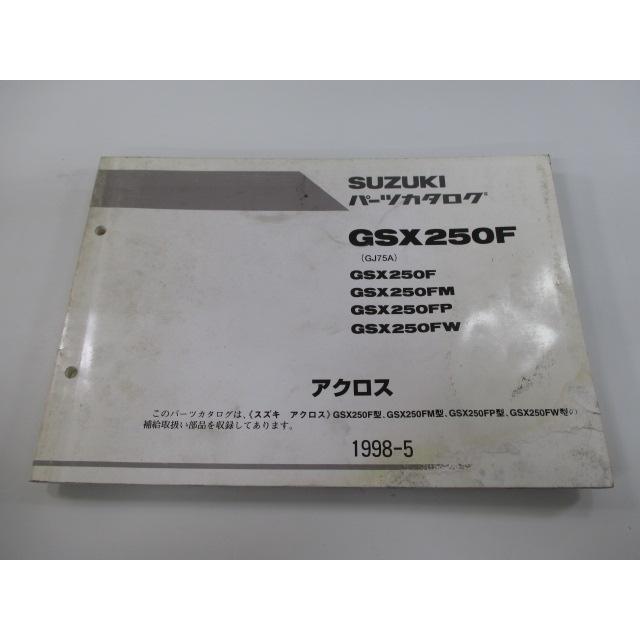 SUZUKI
パーツカタログ
GSX250F
(GJ75A)
GSX250F
GSX250FM
GSX250FP
GSX250FW
アクロス
このパーツカタログは、《スズキ アクロス》GSX250F型、GSX250FM型、GSX250FP型、GSX250FW型の
補給取扱い部品を収録してあります。
1998-5